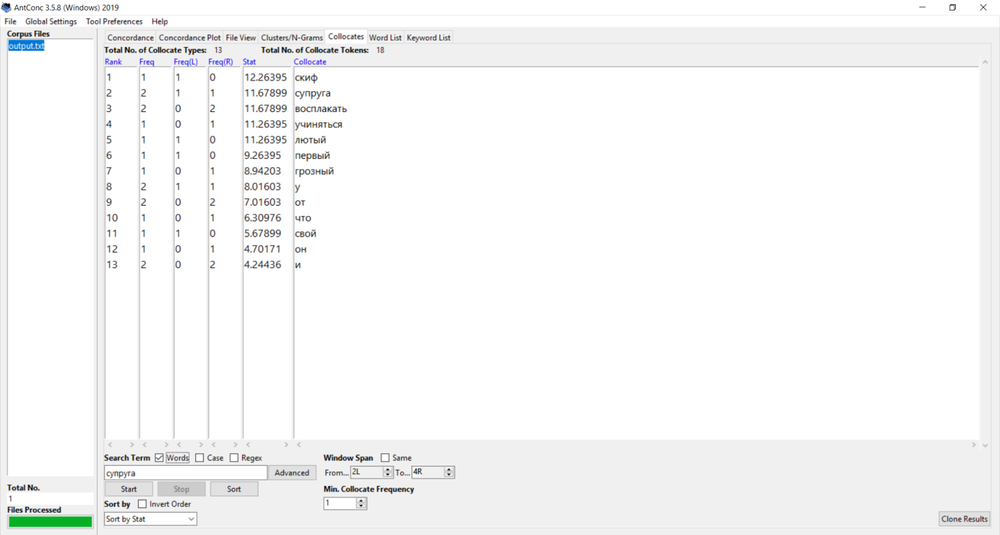 AntConc 3.5.8 (Windows) 2019
File Global Settings Tool Preferences Help
Corpus Files
output.txt
Concordance Concordance Plot File View Clusters/N-Grams Collocates Word List Keyword List
Total No. of Collocate Types: 13 Total No. of Collocate Tokens: 18
Rank Freq Freq(L) Freq(R) Stat Collocate
1 1 1 0 12.26395 скиф
2 2 1 1 11.67899 супруга
3 2 0 2 11.67899 восплакать
4 1 0 1 11.26395 учиняться
5 1 1 0 11.26395 лютый
6 1 1 0 9.26395 первый
7 1 0 1 8.94203 грозный
8 2 1 1 8.01603 у
9 2 0 2 7.01603 от
10 1 0 1 6.30976 что
11 1 1 0 5.67899 свой
12 1 0 1 4.70171 он
13 2 0 2 4.24436 и
Search Term Words Case Regex Window Span Same
супруга Advanced From... 2L To... 4R
Start Stop Sort Min. Collocate Frequency
Sort by Invert Order 1
Sort by Stat Clone Results
Total No.
1
Files Processed